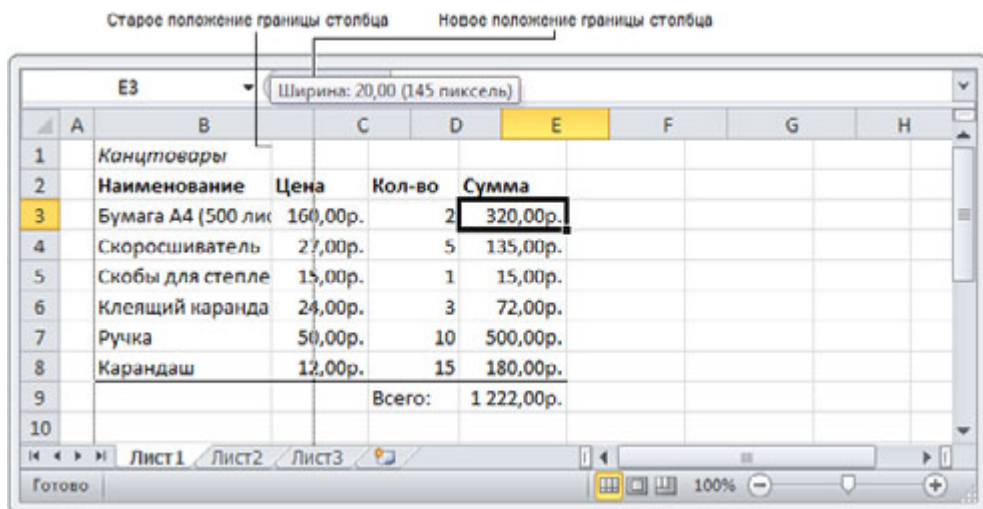 Старое положение границы столбца Новое положение границы столбца
E3
Ширина: 20,00 (145 пиксель)
A B C D E F G H
1 Канцтовары
2 Наименование Цена Кол-во Сумма
3 Бумага А4 (500 лис 160,00р. 2 320,00р.
4 Скоросшиватель 27,00р. 5 135,00р.
5 Скобы для степле 15,00р. 1 15,00р.
6 Клеящий каранда 24,00р. 3 72,00р.
7 Ручка 50,00р. 10 500,00р.
8 Карандаш 12,00р. 15 180,00р.
9 Всего: 1 222,00р.
10
Лист1 Лист2 Лист3
Готово 100%